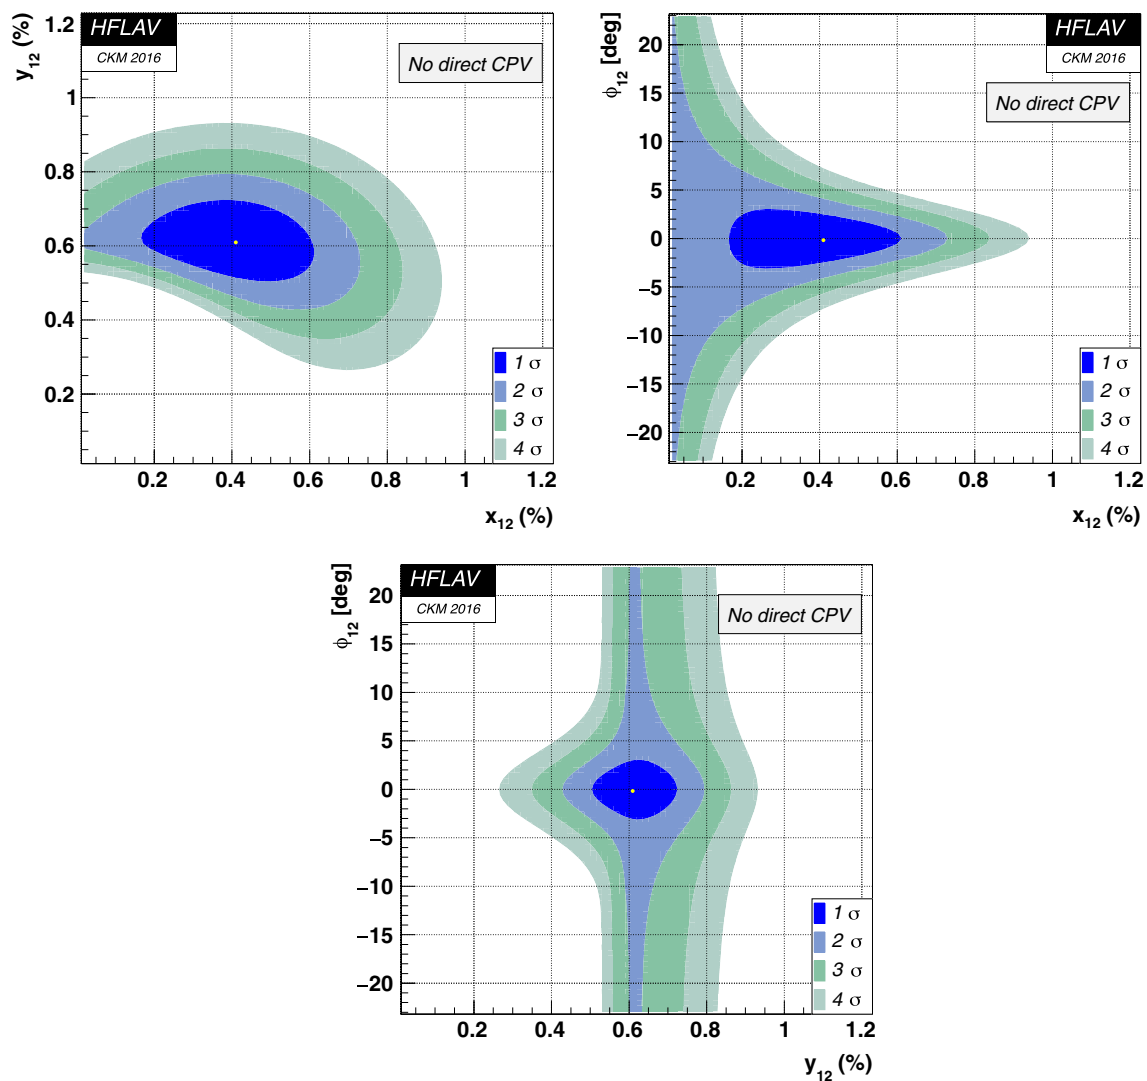 HFLAV
CKM 2016
No direct CPV
y12 (%)
1.2
1
0.8
0.6
0.4
0.2
1 σ
2 σ
3 σ
4 σ
0.2 0.4 0.6 0.8 1 1.2
x12 (%)
HFLAV
CKM 2016
No direct CPV
ϕ12 [deg]
20
15
10
5
0
−5
−10
−15
−20
1 σ
2 σ
3 σ
4 σ
0.2 0.4 0.6 0.8 1 1.2
x12 (%)
HFLAV
CKM 2016
No direct CPV
ϕ12 [deg]
20
15
10
5
0
−5
−10
−15
−20
1 σ
2 σ
3 σ
4 σ
0.2 0.4 0.6 0.8 1 1.2
y12 (%)